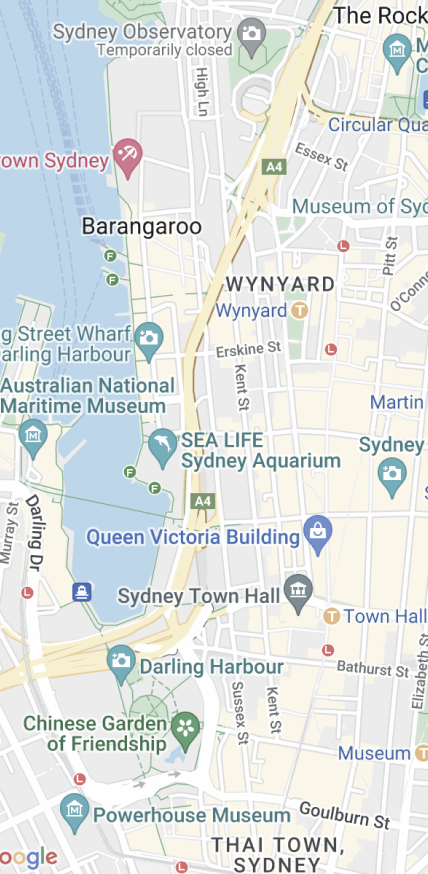 The Rock
Sydney Observatory
Temporarily closed
M
C
High Ln
Circular Qua
Essex St
A4
rown Sydney
Museum of Syd
Barangaroo
F
F
L
Pitt St
WYNYARD
O'Conne
Wynyard T
g Street Wharf,
Darling Harbour
Erskine St
L
Kent St
Australian National
Maritime Museum
Martin
SEA LIFE
Sydney Aquarium
Sydney
F
F
A4
S
Darling Dr
Murray St
Queen Victoria Building
Sydney Town Hall
L
T Town Hall
L
Darling Harbour
Bathurst St
Elizabeth St
Sussex St
Kent St
Chinese Garden
of Friendship
Museum T
L
Powerhouse Museum
Goulburn St
THAI TOWN,
SYDNEY
L
oogle